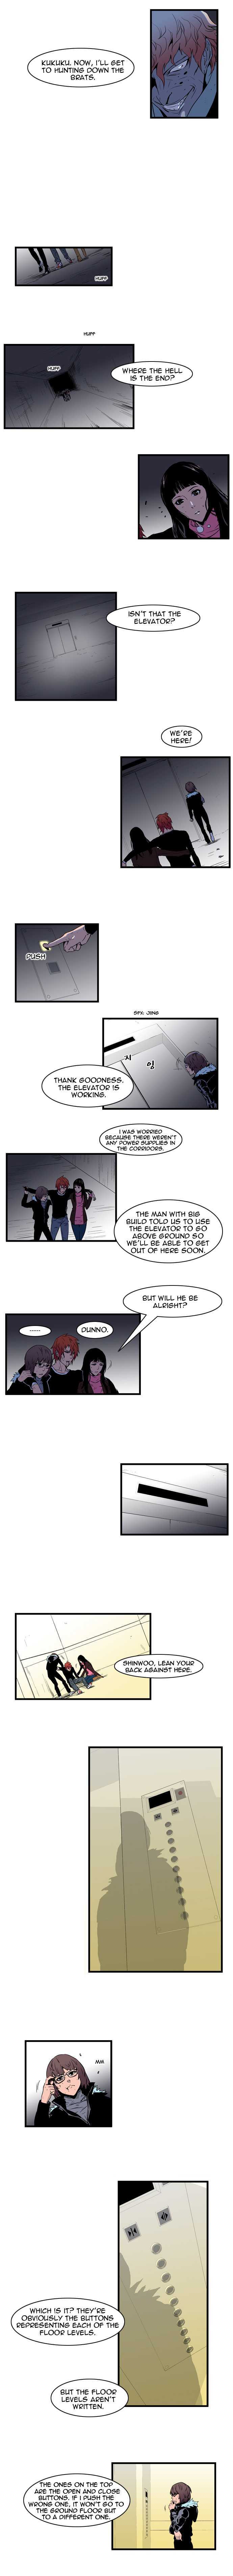 KUKUKU. NOW, I'LL GET
TO HUNTING DOWN THE
BRATS.
HUFF
HUFF
HUFF
WHERE THE HELL
IS THE END?
ISN'T THAT THE
ELEVATOR?
WE'RE
HERE!
PUSH
SFX: JIING
지
잉
THANK GOODNESS.
THE ELEVATOR IS
WORKING.
I WAS WORRIED
BECAUSE THERE WEREN'T
ANY POWER SUPPLIES IN
THE CORRIDORS.
THE MAN WITH BIG
BUILD TOLD US TO USE
THE ELEVATOR TO GO
ABOVE GROUND SO
WE'LL BE ABLE TO GET
OUT OF HERE SOON.
BUT WILL HE BE
ALRIGHT?
-----
DUNNO.
SHINWOO, LEAN YOUR
BACK AGAINST HERE.
MM
WHICH IS IT? THEY'RE
OBVIOUSLY THE BUTTONS
REPRESENTING EACH OF THE
FLOOR LEVELS.
BUT THE FLOOR
LEVELS AREN'T
WRITTEN.
THE ONES ON THE TOP
ARE THE OPEN AND CLOSE
BUTTONS. IF I PUSH THE
WRONG ONE, IT WON'T GO TO
THE GROUND FLOOR BUT
TO A DIFFERENT ONE.